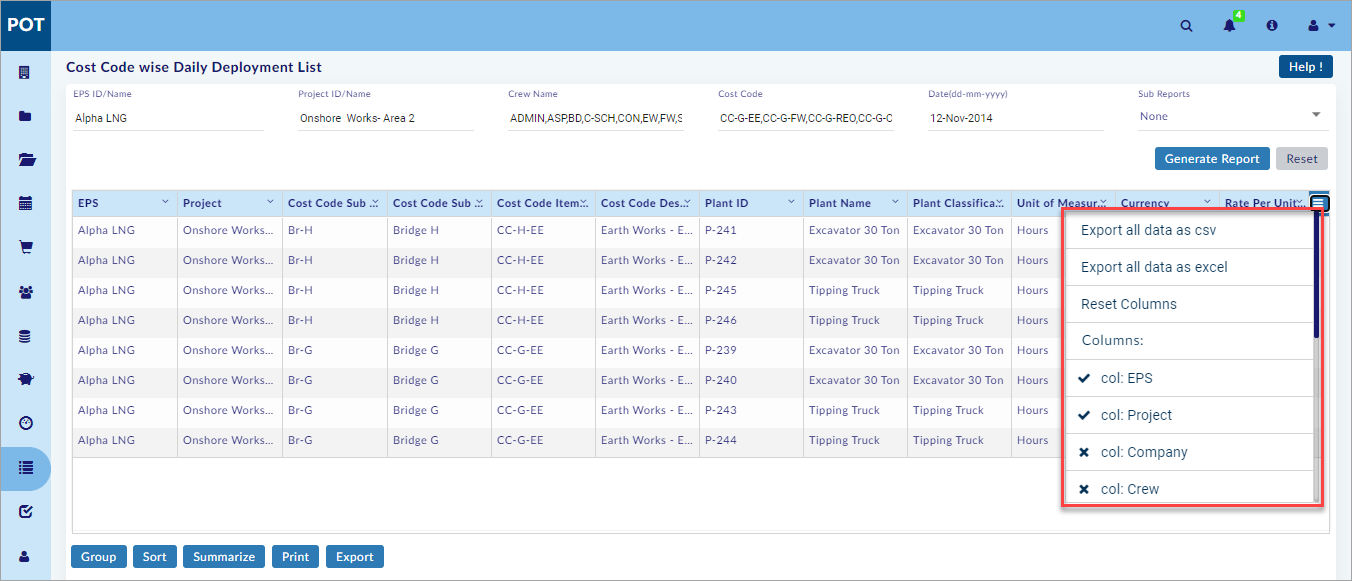 POT
4
Cost Code wise Daily Deployment List
Help !
EPS ID/Name Project ID/Name Crew Name Cost Code Date(dd-mm-yyyy) Sub Reports
Alpha LNG Onshore Works- Area 2 ADMIN,ASP,BD,C-SCH,CON,EW,FW,S CC-G-EE,CC-G-FW,CC-G-REO,CC-G-C 12-Nov-2014 None
Generate Report Reset
EPS Project Cost Code Sub ... Cost Code Sub ... Cost Code Item... Cost Code Des... Plant ID Plant Name Plant Classifica... Unit of Measur... Currency Rate Per Unit...
Alpha LNG Onshore Works... Br-H Bridge H CC-H-EE Earth Works - E... P-241 Excavator 30 Ton Excavator 30 Ton Hours
Alpha LNG Onshore Works... Br-H Bridge H CC-H-EE Earth Works - E... P-242 Excavator 30 Ton Excavator 30 Ton Hours
Alpha LNG Onshore Works... Br-H Bridge H CC-H-EE Earth Works - E... P-245 Tipping Truck Tipping Truck Hours
Alpha LNG Onshore Works... Br-H Bridge H CC-H-EE Earth Works - E... P-246 Tipping Truck Tipping Truck Hours
Alpha LNG Onshore Works... Br-G Bridge G CC-G-EE Earth Works - E... P-239 Excavator 30 Ton Excavator 30 Ton Hours
Alpha LNG Onshore Works... Br-G Bridge G CC-G-EE Earth Works - E... P-240 Excavator 30 Ton Excavator 30 Ton Hours
Alpha LNG Onshore Works... Br-G Bridge G CC-G-EE Earth Works - E... P-243 Tipping Truck Tipping Truck Hours
Alpha LNG Onshore Works... Br-G Bridge G CC-G-EE Earth Works - E... P-244 Tipping Truck Tipping Truck Hours
Export all data as csv
Export all data as excel
Reset Columns
Columns:
col: EPS
col: Project
col: Company
col: Crew
Group Sort Summarize Print Export